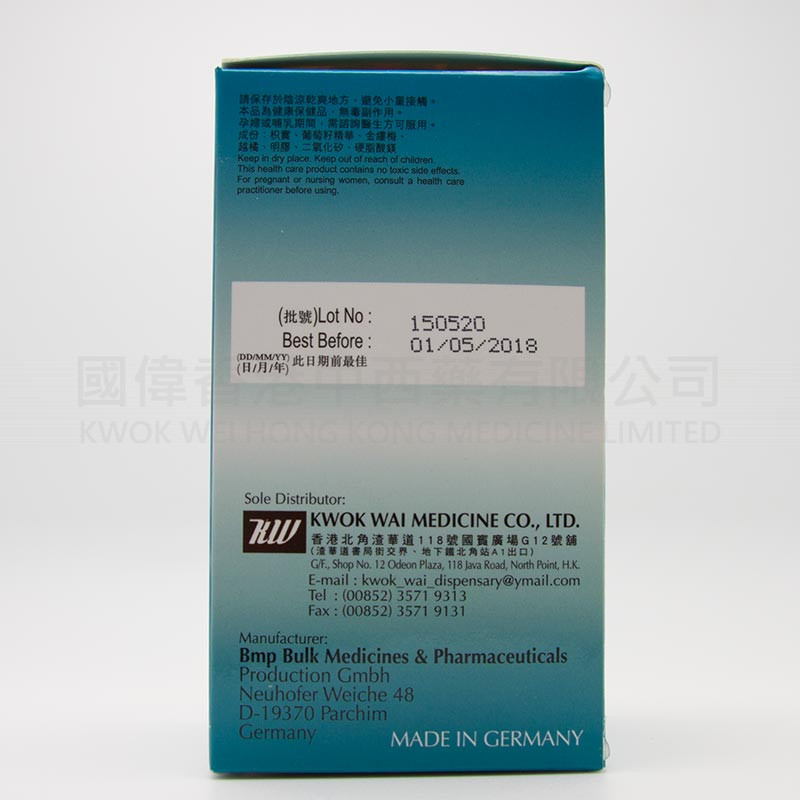 請保存於陰涼乾爽地方，避免小童接觸。
本品為健康保健品，無毒副作用。
孕婦或哺乳期間，需諮詢醫生方可服用。
成份：枳實、葡萄籽精華、金縷梅、
越橘、明膠、二氧化矽、硬脂酸鎂
Keep in dry place. Keep out of reach of children.
This health care product contains no toxic side effects.
For pregnant or nursing women, consult a health care
practitioner before using.
(批號)Lot No : 150520
Best Before : 01/05/2018
(DD/MM/YY)
(日/月/年) 此日期前最佳
國偉香港中西藥有限公司
KWOK WEI HONG KONG MEDICINE LIMITED
Sole Distributor:
KW KWOK WAI MEDICINE CO., LTD.
香港北角渣華道118號國賓廣場G12號舖
(渣華道書局街交界、地下鐵北角站A1出口)
G/F., Shop No. 12 Odeon Plaza, 118 Java Road, North Point, H.K.
E-mail : kwok_wai_dispensary@ymail.com
Tel : (00852) 3571 9313
Fax : (00852) 3571 9131
Manufacturer:
Bmp Bulk Medicines & Pharmaceuticals
Production Gmbh
Neuhofer Weiche 48
D-19370 Parchim
Germany
MADE IN GERMANY